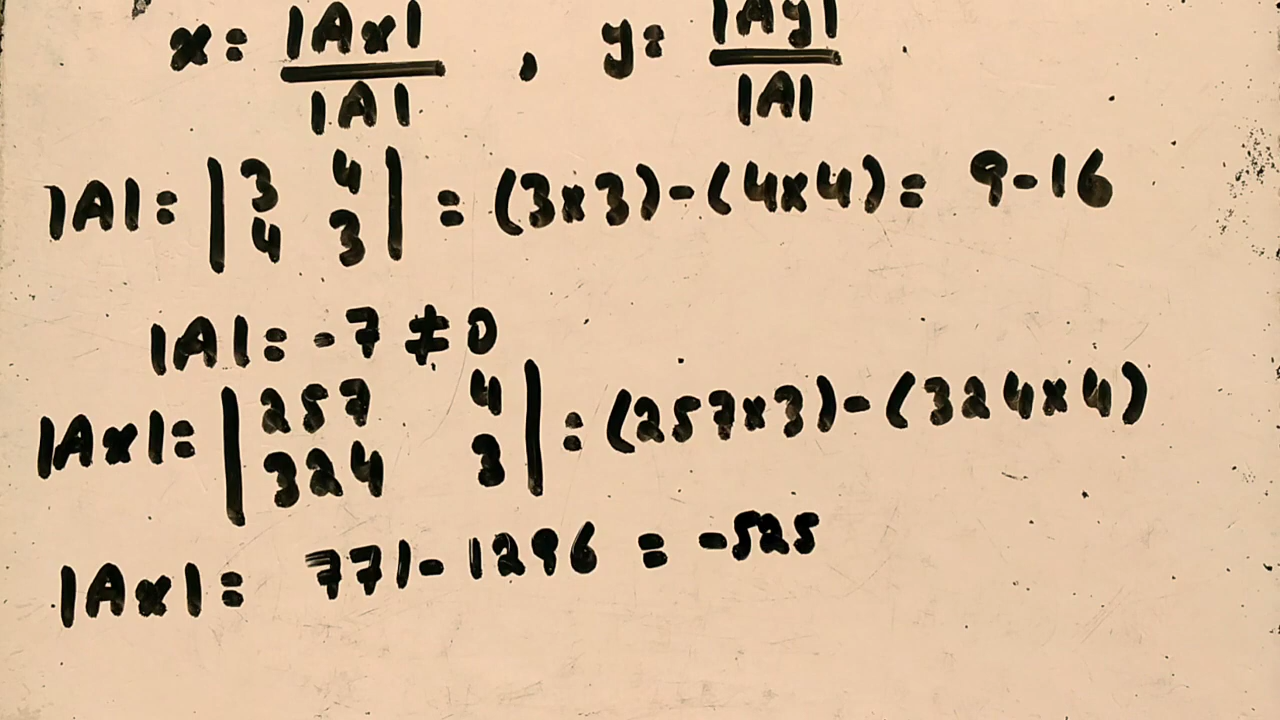 x = |Ax| / |A| , y = |Ay| / |A| .
|A| = | 3 4 | = (3x3) - (4x4) = 9 - 16
| 4 3 |
|A| = -7 ≠ 0
|Ax| = | 257 4 | = (257x3) - (324x4)
| 324 3 |
|Ax| = 771 - 1296 = -525